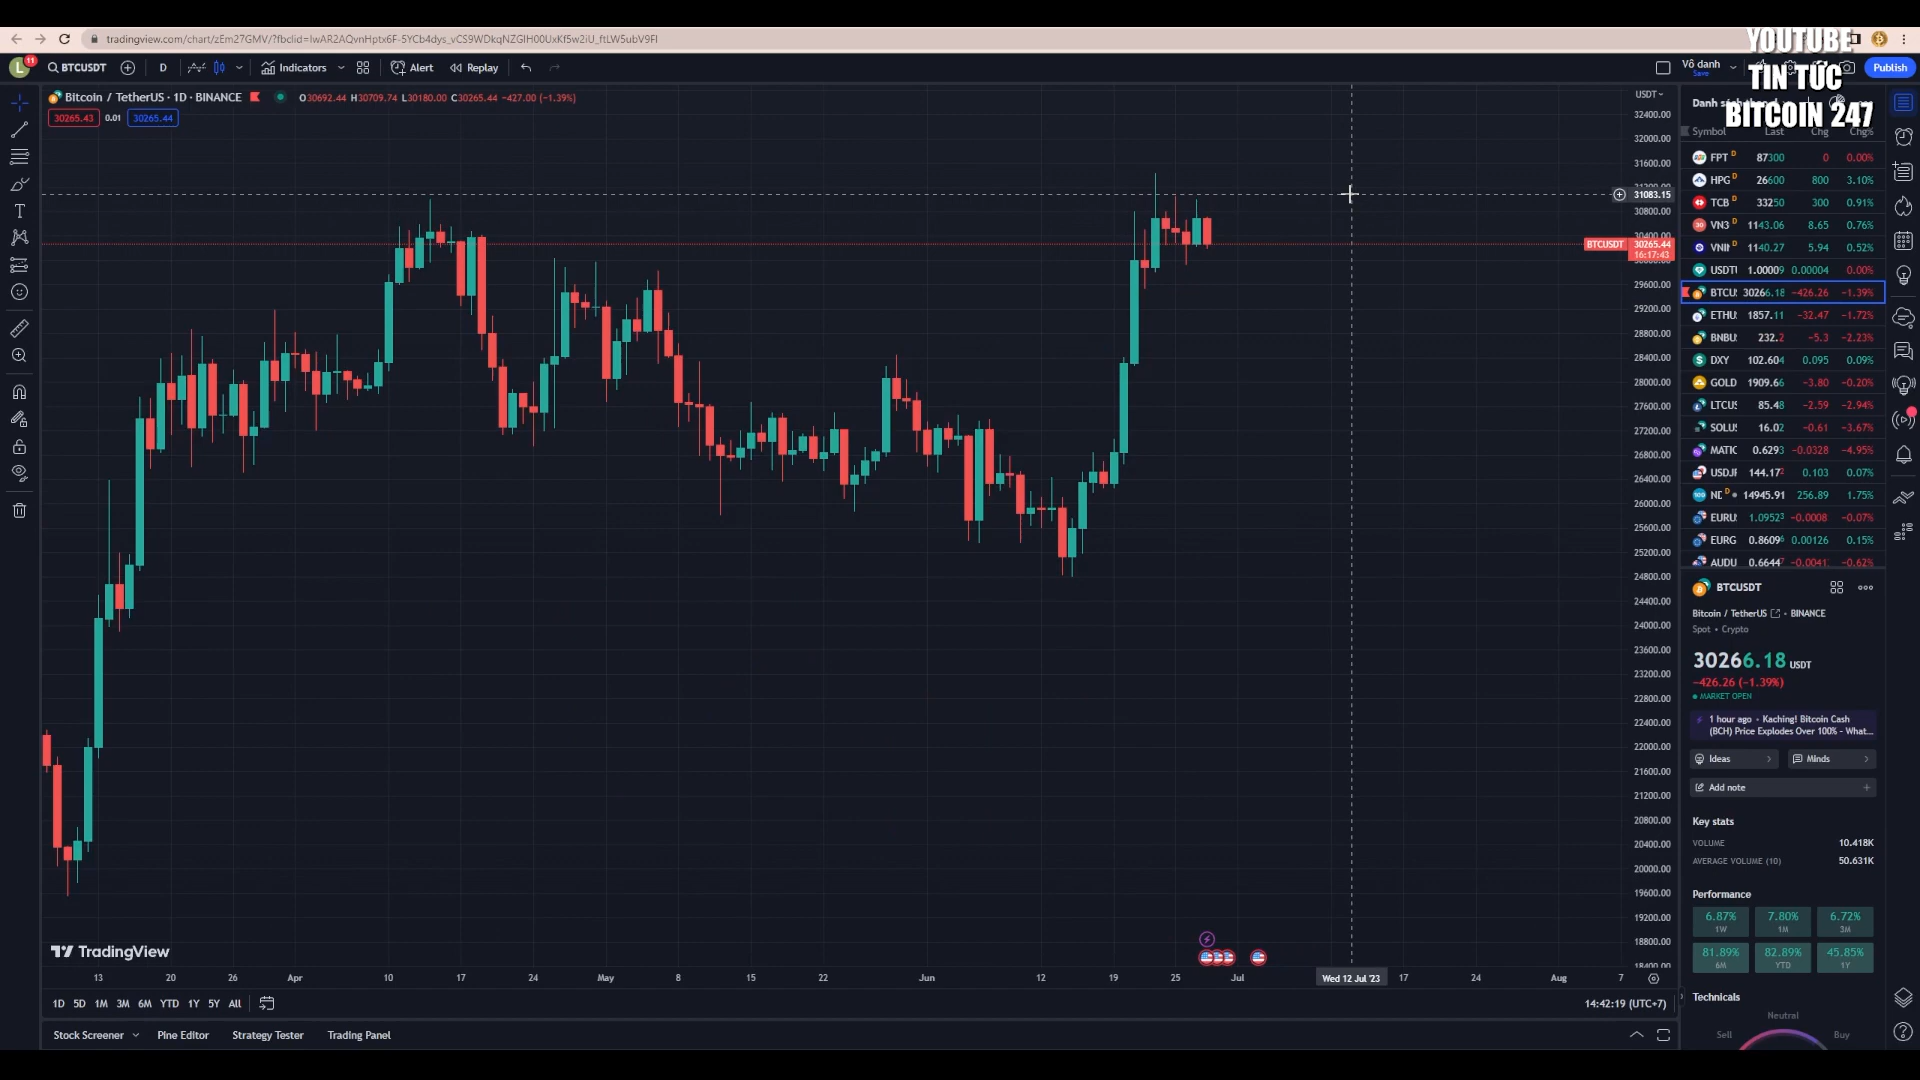 tradingview.com/chart/zEm27GMV/?fbclid=IwAR2AQvnHptx6F-5YCb4dys_vCS9WDkqNZGIH00UxKf5w2iU_ftLW5ubV9FI
YOUTUBE
TIN TỨC
BITCOIN 247
L 11 BTCUSDT D Indicators Alert Replay Vô danh Save Publish
Bitcoin / TetherUS · 1D · BINANCE O30692.44 H30709.74 L30180.00 C30265.44 −427.00 (−1.39%)
30265.43 0.01 30265.44
USDT
32400.00
32000.00
31600.00
31083.15
30800.00
30400.00
BTCUSDT 30265.44
16:17:43
29600.00
29200.00
28800.00
28400.00
28000.00
27600.00
27200.00
26800.00
26400.00
26000.00
25600.00
25200.00
24800.00
24400.00
24000.00
23600.00
23200.00
22800.00
22400.00
22000.00
21600.00
21200.00
20800.00
20400.00
20000.00
19600.00
19200.00
18800.00
18400.00
TradingView
13 20 26 Apr 10 17 24 May 8 15 22 Jun 12 19 25 Jul Wed 12 Jul '23 17 24 Aug 7
1D 5D 1M 3M 6M YTD 1Y 5Y All 14:42:19 (UTC+7)
Stock Screener Pine Editor Strategy Tester Trading Panel
Symbol Last Chg Chg%
FPT D 87300 0 0.00%
HPG D 26600 800 3.10%
TCB D 33250 300 0.91%
VN3 D 1143.06 8.65 0.76%
VNII D 1140.27 5.94 0.52%
USDT 1.00009 0.00004 0.00%
BTCU 30266.18 −426.26 −1.39%
ETHU 1857.11 −32.47 −1.72%
BNBU 232.2 −5.3 −2.23%
DXY 102.604 0.095 0.09%
GOLD 1909.66 −3.80 −0.20%
LTCU 85.48 −2.59 −2.94%
SOLU 16.02 −0.61 −3.67%
MATIC 0.6293 −0.0328 −4.95%
USDJ 144.172 0.103 0.07%
ND D 14945.91 256.89 1.75%
EURU 1.09523 −0.0008 −0.07%
EURG 0.86096 0.00126 0.15%
AUDU 0.66447 −0.0041 −0.62%
BTCUSDT
Bitcoin / TetherUS • BINANCE
Spot • Crypto
30266.18 USDT
−426.26 (−1.39%)
MARKET OPEN
1 hour ago • Kaching! Bitcoin Cash
(BCH) Price Explodes Over 100% - What...
Ideas Minds
Add note
Key stats
VOLUME 10.418K
AVERAGE VOLUME (10) 50.631K
Performance
6.87% 7.80% 6.72%
1W 1M 3M
81.89% 82.89% 45.85%
6M YTD 1Y
Technicals
Neutral
Sell Buy